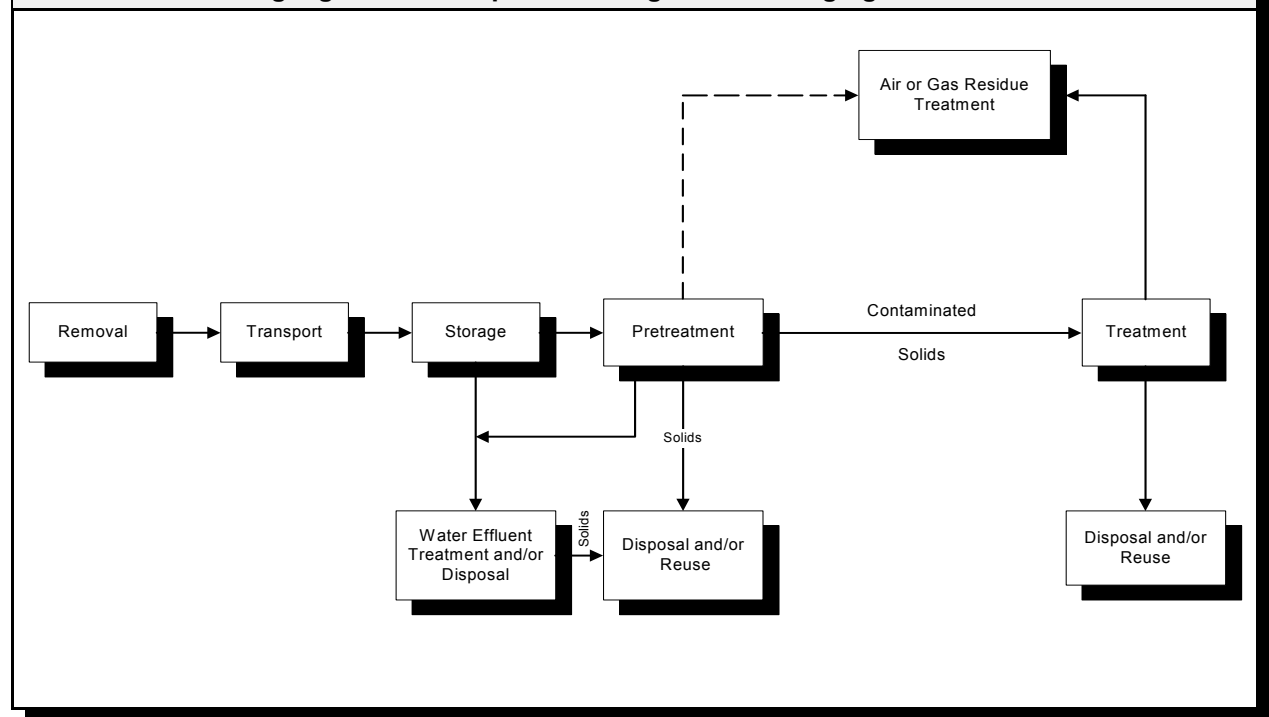 Air or Gas Residue
Treatment
Removal
Transport
Storage
Pretreatment
Contaminated
Solids
Treatment
Solids
Water Effluent
Treatment and/or
Disposal
Solids
Disposal and/or
Reuse
Disposal and/or
Reuse